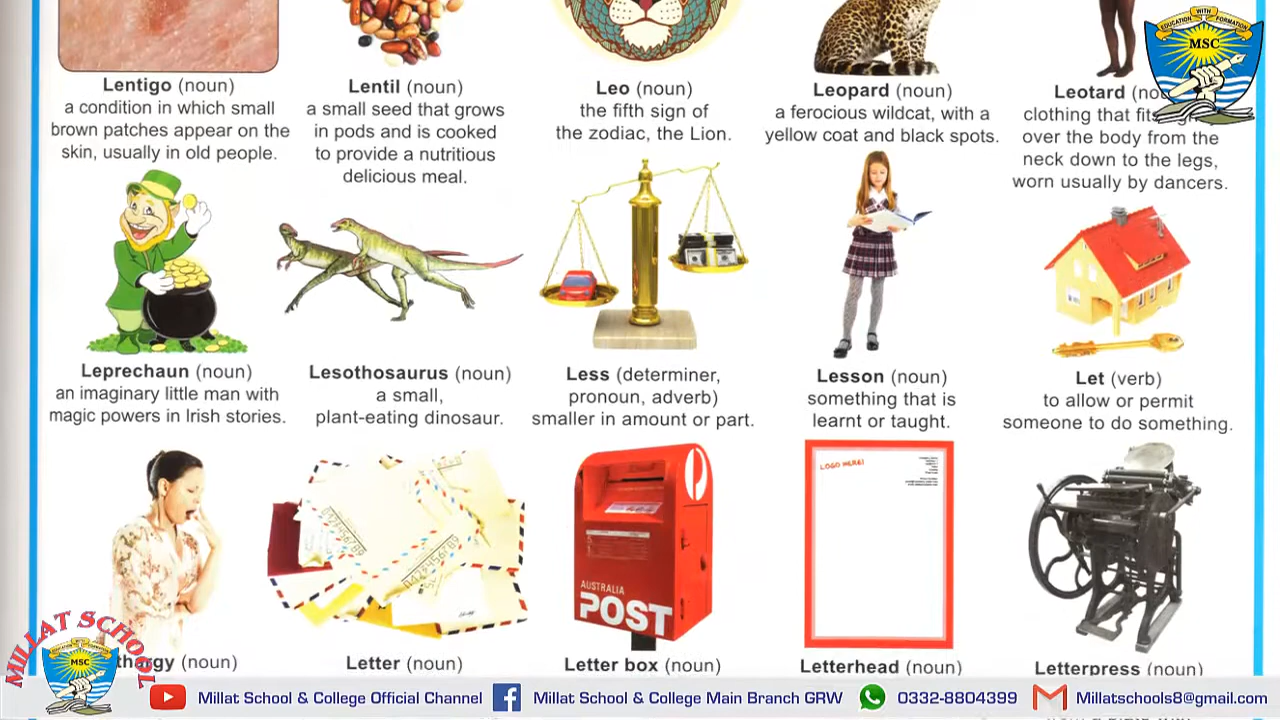 Lentigo (noun)
a condition in which small
brown patches appear on the
skin, usually in old people.
Lentil (noun)
a small seed that grows
in pods and is cooked
to provide a nutritious
delicious meal.
Leo (noun)
the fifth sign of
the zodiac, the Lion.
Leopard (noun)
a ferocious wildcat, with a
yellow coat and black spots.
Leotard
clothing that fits
over the body from the
neck down to the legs,
worn usually by dancers.
EDUCATION WITH FORMATION
MSC
Leprechaun (noun)
an imaginary little man with
magic powers in Irish stories.
Lesothosaurus (noun)
a small,
plant-eating dinosaur.
Less (determiner,
pronoun, adverb)
smaller in amount or part.
Lesson (noun)
something that is
learnt or taught.
Let (verb)
to allow or permit
someone to do something.
AUSTRALIA
POST
LOGO HERE!
(noun)
Letter (noun)
Letter box (noun)
Letterhead (noun)
Letterpress (noun)
MILLAT SCHOOL
MSC
Millat School & College Official Channel
Millat School & College Main Branch GRW
0332-8804399
Millatschools8@gmail.com